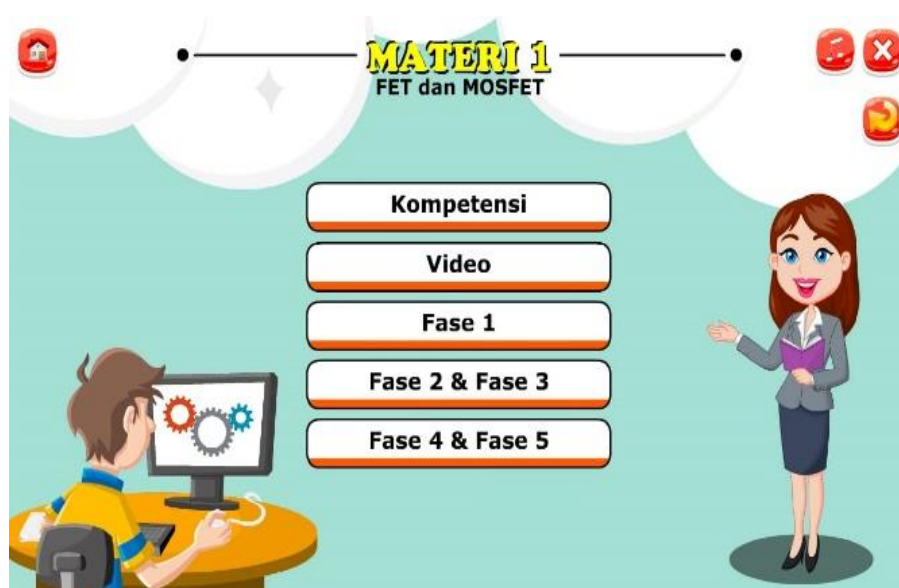 MATERI 1
FET dan MOSFET
Kompetensi
Video
Fase 1
Fase 2 & Fase 3
Fase 4 & Fase 5